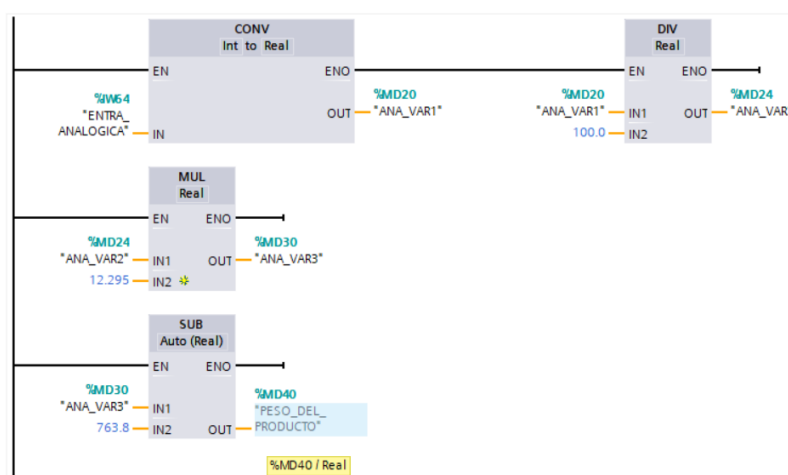 CONV
Int to Real
EN
ENO
%IW64
"ENTRA_
ANALOGICA"
IN
%MD20
OUT
"ANA_VAR1"
DIV
Real
EN
ENO
%MD20
"ANA_VAR1"
IN1
100.0
IN2
%MD24
OUT
"ANA_VAR
MUL
Real
EN
ENO
%MD24
"ANA_VAR2"
IN1
12.295
IN2
%MD30
OUT
"ANA_VAR3"
SUB
Auto (Real)
EN
ENO
%MD30
"ANA_VAR3"
IN1
763.8
IN2
%MD40
"PESO_DEL_
OUT
PRODUCTO"
%MD40 / Real